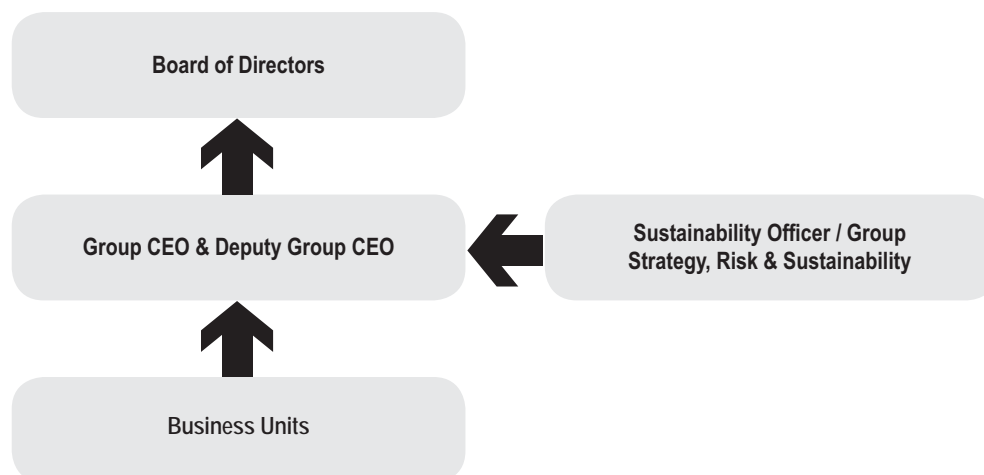 Board of Directors
Group CEO & Deputy Group CEO
Sustainability Officer / Group
Strategy, Risk & Sustainability
Business Units